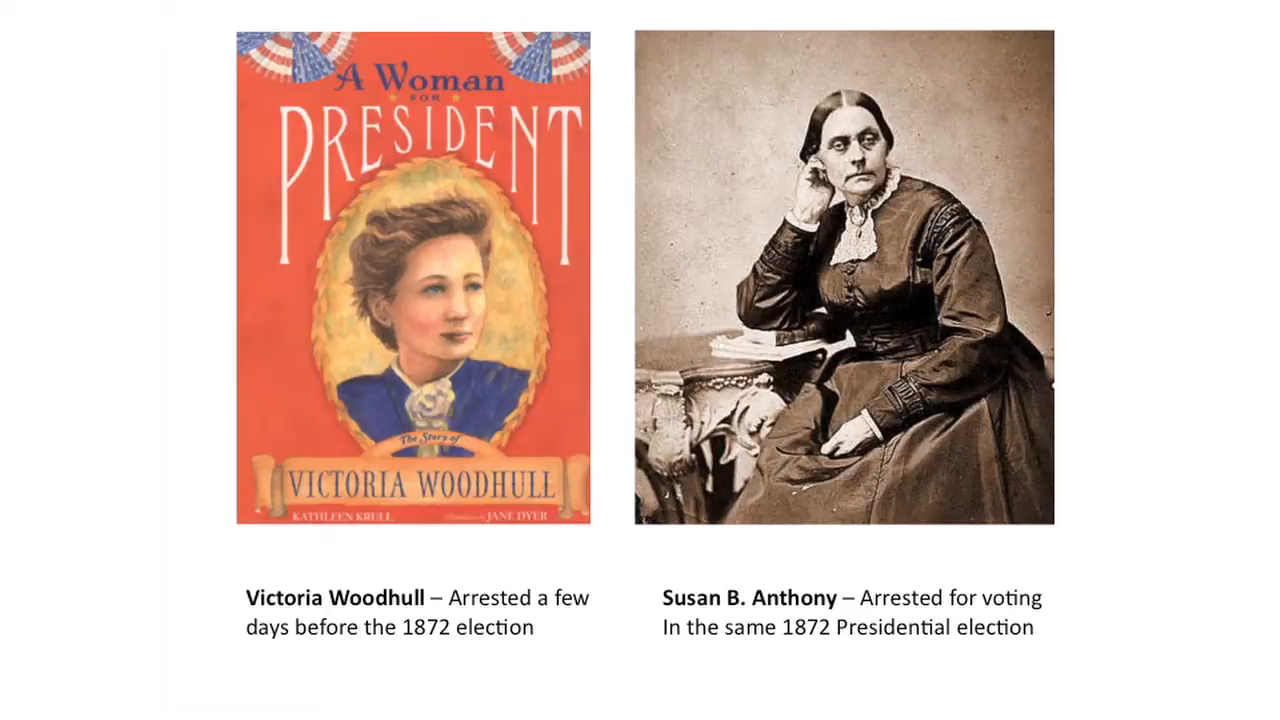 A Woman
FOR
PRESIDENT
The Story of
VICTORIA WOODHULL
KATHLEEN KRULL JANE DYER
Victoria Woodhull – Arrested a few
days before the 1872 election
Susan B. Anthony – Arrested for voting
In the same 1872 Presidential election